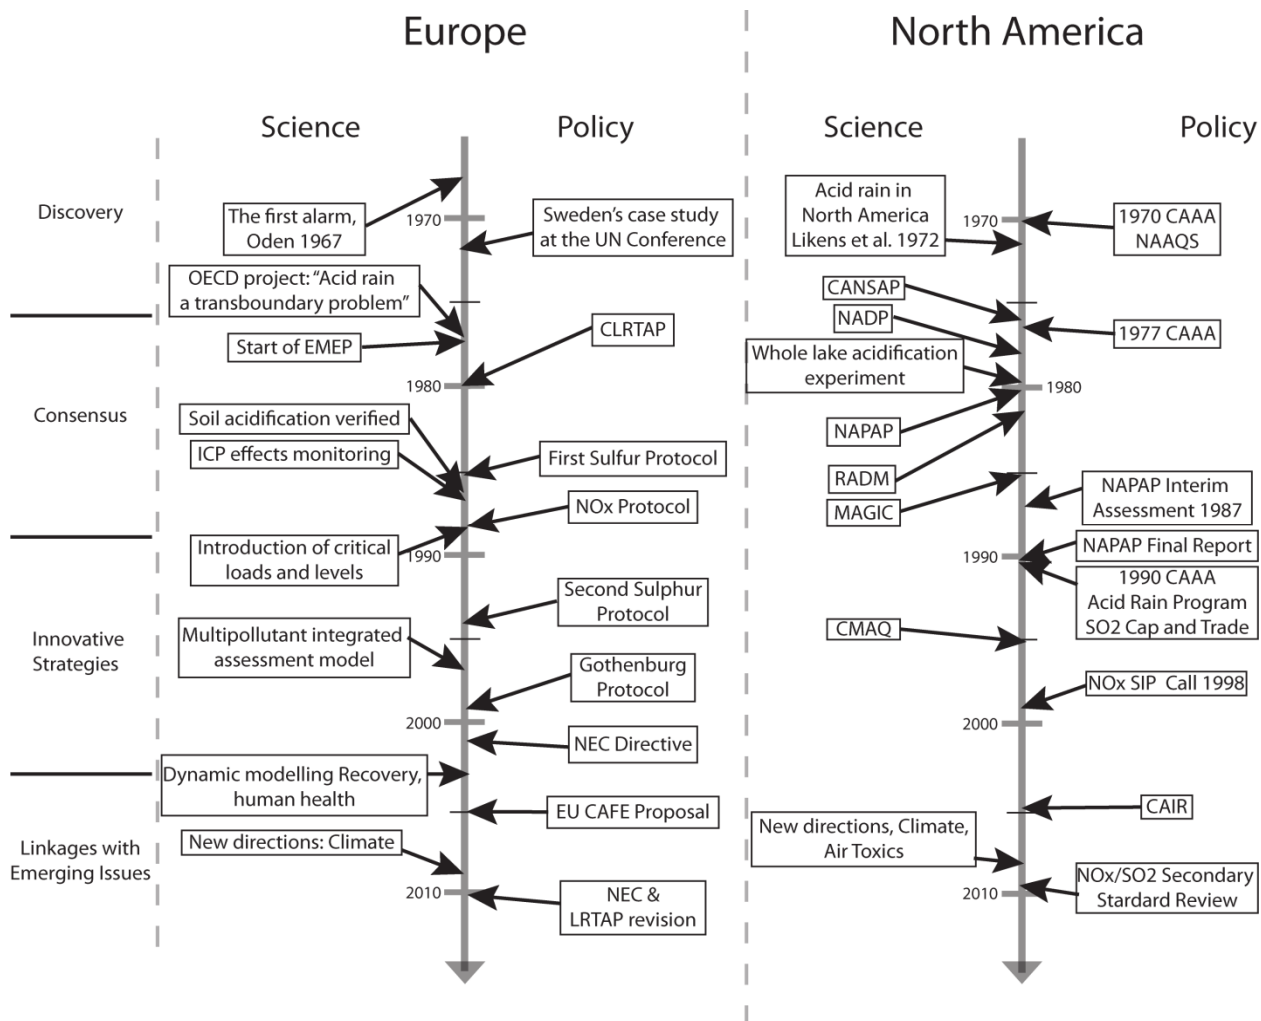 Europe
North America
Science
Policy
Science
Policy
Discovery
Consensus
Innovative
Strategies
Linkages with
Emerging Issues
The first alarm,
Oden 1967
OECD project: “Acid rain
a transboundary problem”
Start of EMEP
Soil acidification verified
ICP effects monitoring
Introduction of critical
loads and levels
Multipollutant integrated
assessment model
Dynamic modelling Recovery,
human health
New directions: Climate
1970
1980
1990
2000
2010
Sweden’s case study
at the UN Conference
CLRTAP
First Sulfur Protocol
NOx Protocol
Second Sulphur
Protocol
Gothenburg
Protocol
NEC Directive
EU CAFE Proposal
NEC &
LRTAP revision
Acid rain in
North America
Likens et al. 1972
CANSAP
NADP
Whole lake acidification
experiment
NAPAP
RADM
MAGIC
CMAQ
New directions, Climate,
Air Toxics
1970
1980
1990
2000
2010
1970 CAAA
NAAQS
1977 CAAA
NAPAP Interim
Assessment 1987
NAPAP Final Report
1990 CAAA
Acid Rain Program
SO2 Cap and Trade
NOx SIP Call 1998
CAIR
NOx/SO2 Secondary
Stardard Review